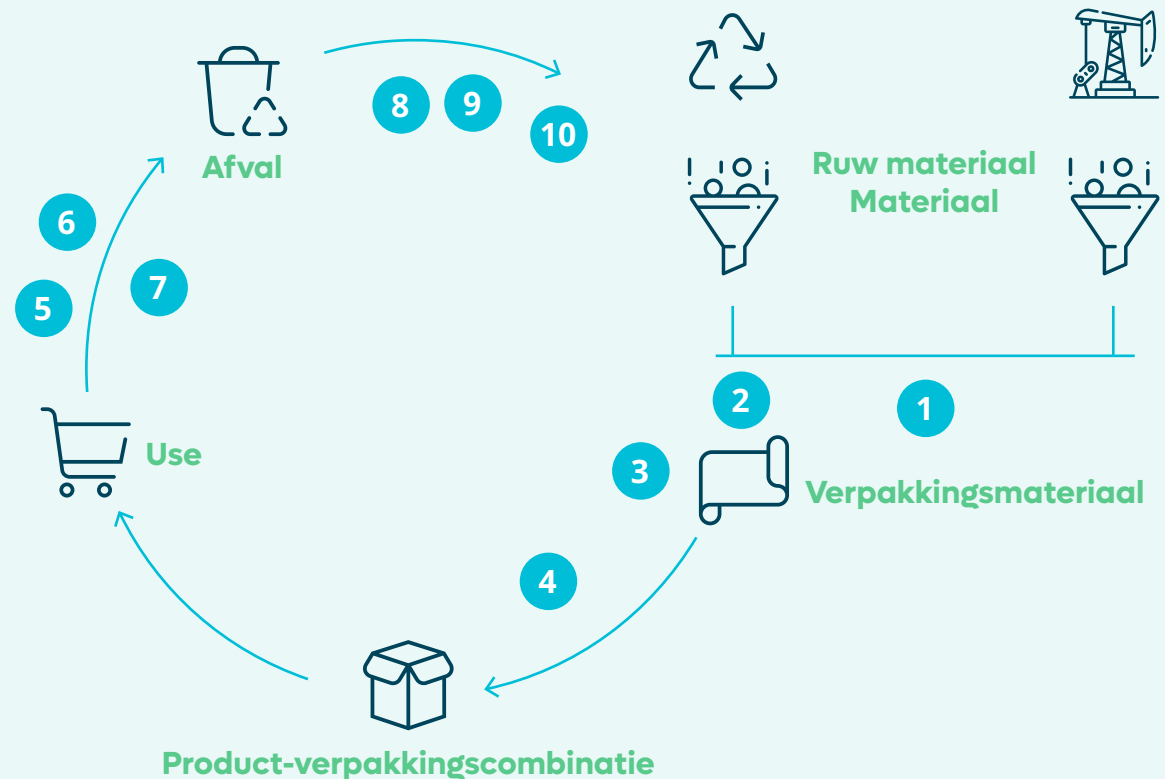 8
9
10
Afval
Ruw materiaal
Materiaal
6
7
5
2
1
3
Use
Verpakkingsmateriaal
4
Product-verpakkingscombinatie